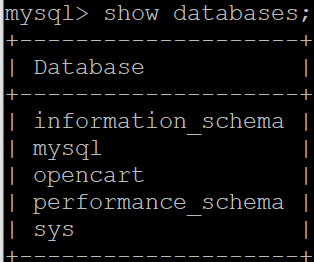 mysql> show databases;
+--------------------+
| Database           |
+--------------------+
| information_schema |
| mysql              |
| opencart           |
| performance_schema |
| sys                |
+--------------------+